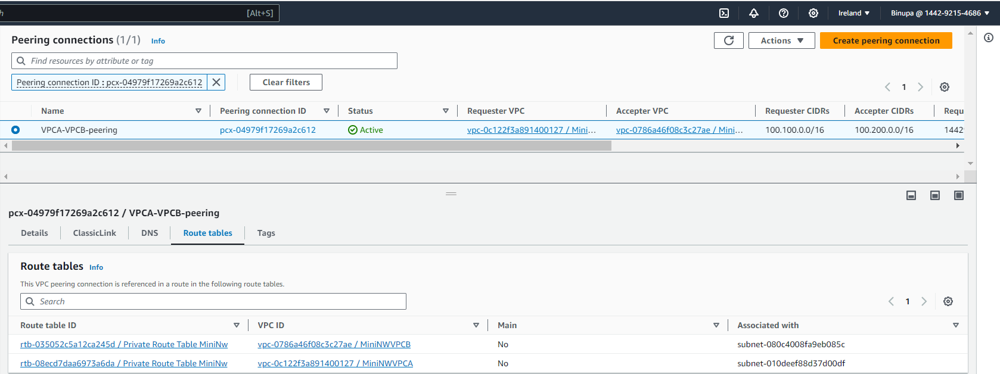 h [Alt+S] Ireland ▼ Binupa @ 1442-9215-4686 ▼
Peering connections (1/1) Info Actions ▼ Create peering connection
Find resources by attribute or tag
Peering connection ID : pcx-04979f17269a2c612 Clear filters
1
Name Peering connection ID Status Requester VPC Accepter VPC Requester CIDRs Accepter CIDRs Requ
VPCA-VPCB-peering pcx-04979f17269a2c612 Active vpc-0c122f3a891400127 / Mini... vpc-0786a46f08c3c27ae / Mini... 100.100.0.0/16 100.200.0.0/16 1442
pcx-04979f17269a2c612 / VPCA-VPCB-peering
Details ClassicLink DNS Route tables Tags
Route tables Info
This VPC peering connection is referenced in a route in the following route tables.
Search 1
Route table ID VPC ID Main Associated with
rtb-035052c5a12ca245d / Private Route Table MiniNw vpc-0786a46f08c3c27ae / MiniNWVPCB No subnet-080c4008fa9eb085c
rtb-08ecd7daa6973a6da / Private Route Table MiniNw vpc-0c122f3a891400127 / MiniNWVPCA No subnet-010deef88d37d00df